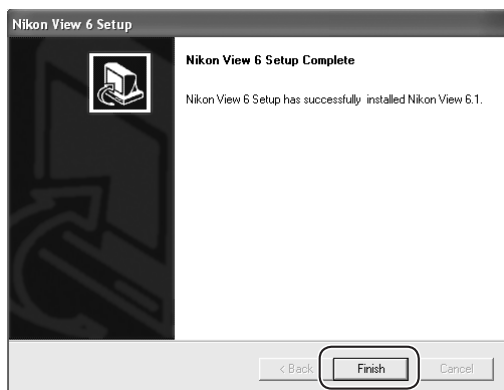 Nikon View 6 Setup
Nikon View 6 Setup Complete
Nikon View 6 Setup has successfully installed Nikon View 6.1.
< Back
Finish
Cancel